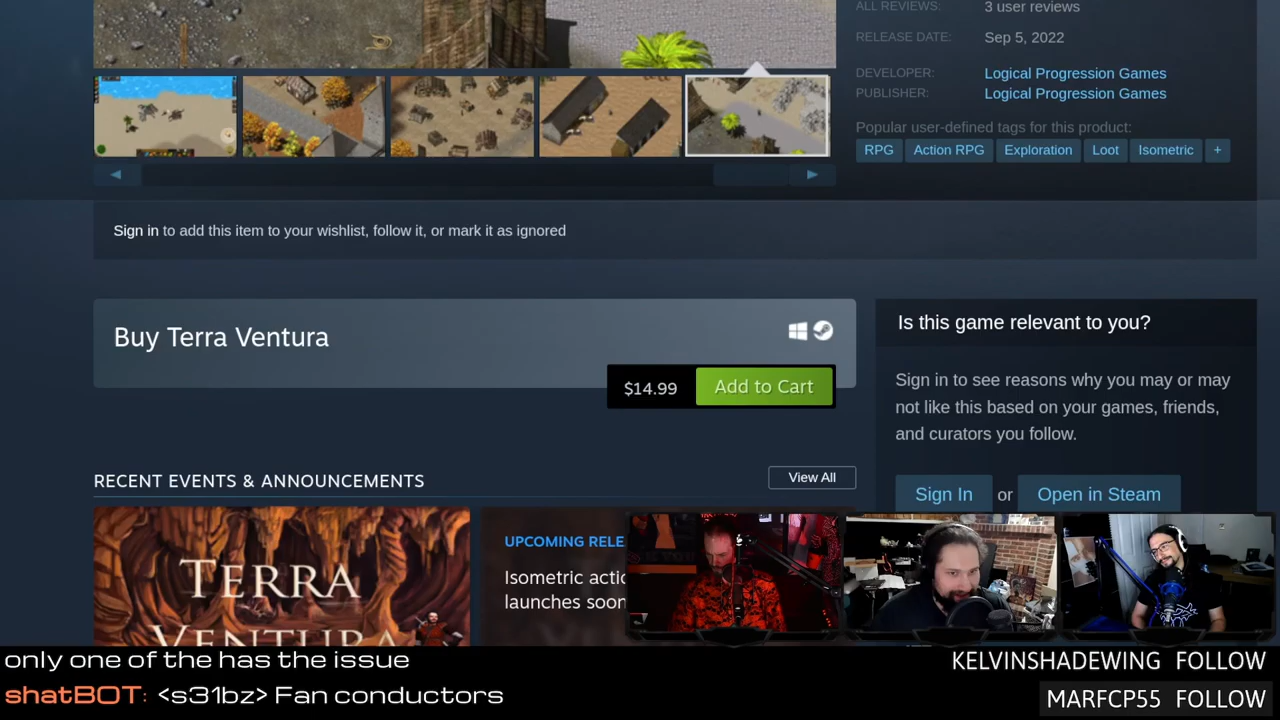 ALL REVIEWS: 3 user reviews
RELEASE DATE: Sep 5, 2022
DEVELOPER: Logical Progression Games
PUBLISHER: Logical Progression Games
Popular user-defined tags for this product:
RPG Action RPG Exploration Loot Isometric +
Sign in to add this item to your wishlist, follow it, or mark it as ignored
Buy Terra Ventura
$14.99 Add to Cart
Is this game relevant to you?
Sign in to see reasons why you may or may
not like this based on your games, friends,
and curators you follow.
Sign In or Open in Steam
RECENT EVENTS & ANNOUNCEMENTS View All
TERRA
VENTURA
UPCOMING RELE
Isometric actio
launches soon
only one of the has the issue
shatBOT: <s31bz> Fan conductors
KELVINSHADEWING FOLLOW
MARFCP55 FOLLOW